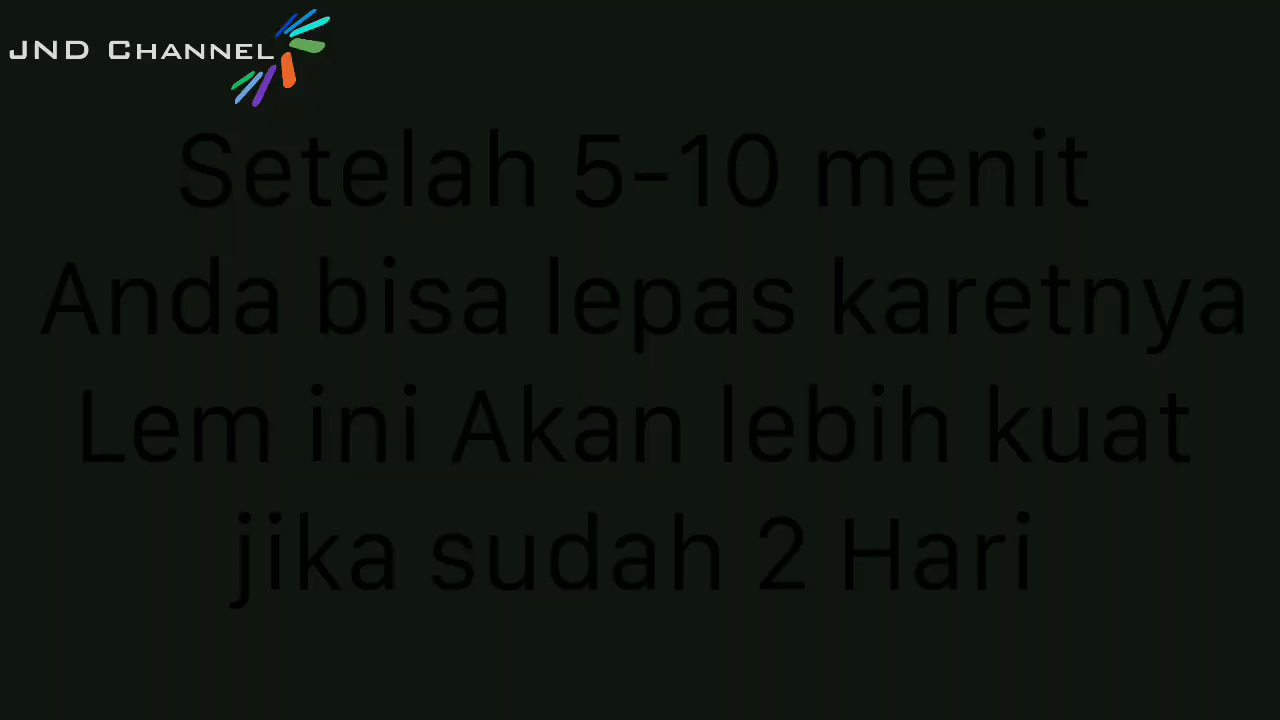 JND CHANNEL
Setelah 5-10 menit
Anda bisa lepas karetnya
Lem ini Akan lebih kuat
jika sudah 2 Hari